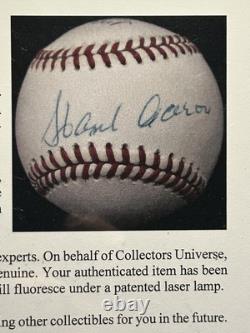 Hank Aaron
experts. On behalf of Collectors Universe,
enuine. Your authenticated item has been
ill fluoresce under a patented laser lamp.
ng other collectibles for you in the future.